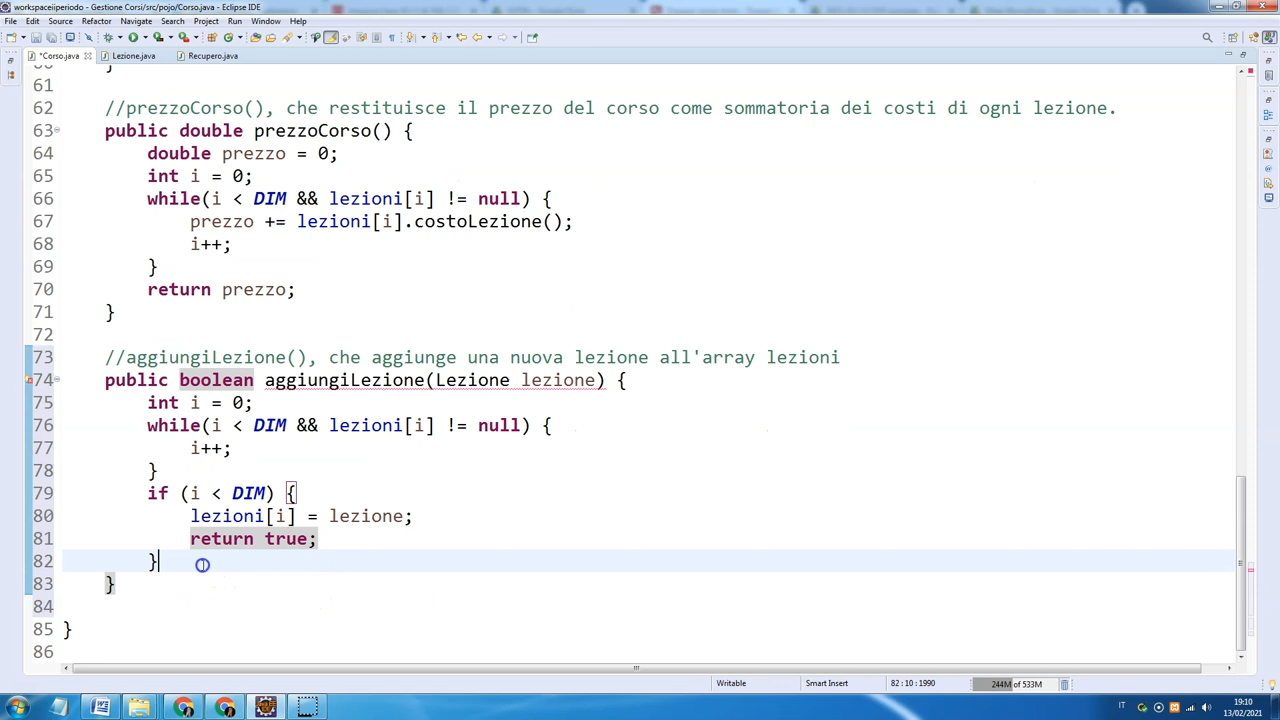 workspaceiiperiodo - Gestione Corsi/src/pojo/Corso.java - Eclipse IDE
File Edit Source Refactor Navigate Search Project Run Window Help
*Corso.java Lezione.java Recupero.java
60 }
61
62 //prezzoCorso(), che restituisce il prezzo del corso come sommatoria dei costi di ogni lezione.
63 public double prezzoCorso() {
64 double prezzo = 0;
65 int i = 0;
66 while(i < DIM && lezioni[i] != null) {
67 prezzo += lezioni[i].costoLezione();
68 i++;
69 }
70 return prezzo;
71 }
72
73 //aggiungiLezione(), che aggiunge una nuova lezione all'array lezioni
74 public boolean aggiungiLezione(Lezione lezione) {
75 int i = 0;
76 while(i < DIM && lezioni[i] != null) {
77 i++;
78 }
79 if (i < DIM) {
80 lezioni[i] = lezione;
81 return true;
82 }
83 }
84
85 }
86
Writable Smart Insert 82 : 10 : 1990 244M of 533M
IT 19:10
13/02/2021